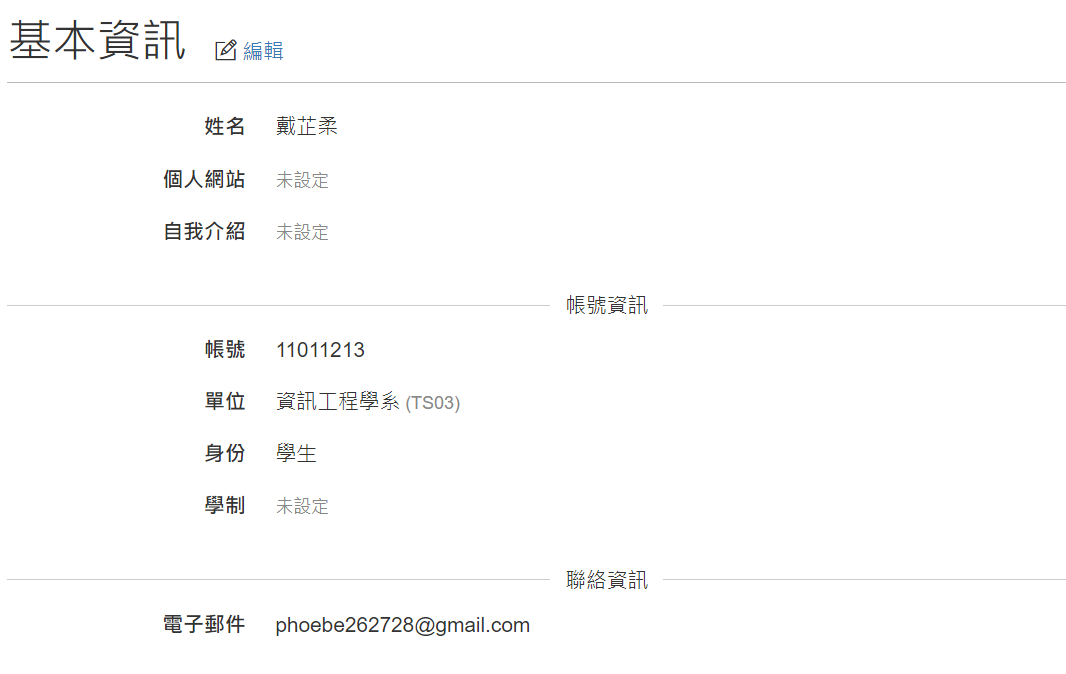 基本資訊 編輯
姓名 戴芷柔
個人網站 未設定
自我介紹 未設定
帳號資訊
帳號 11011213
單位 資訊工程學系 (TS03)
身份 學生
學制 未設定
聯絡資訊
電子郵件 phoebe262728@gmail.com